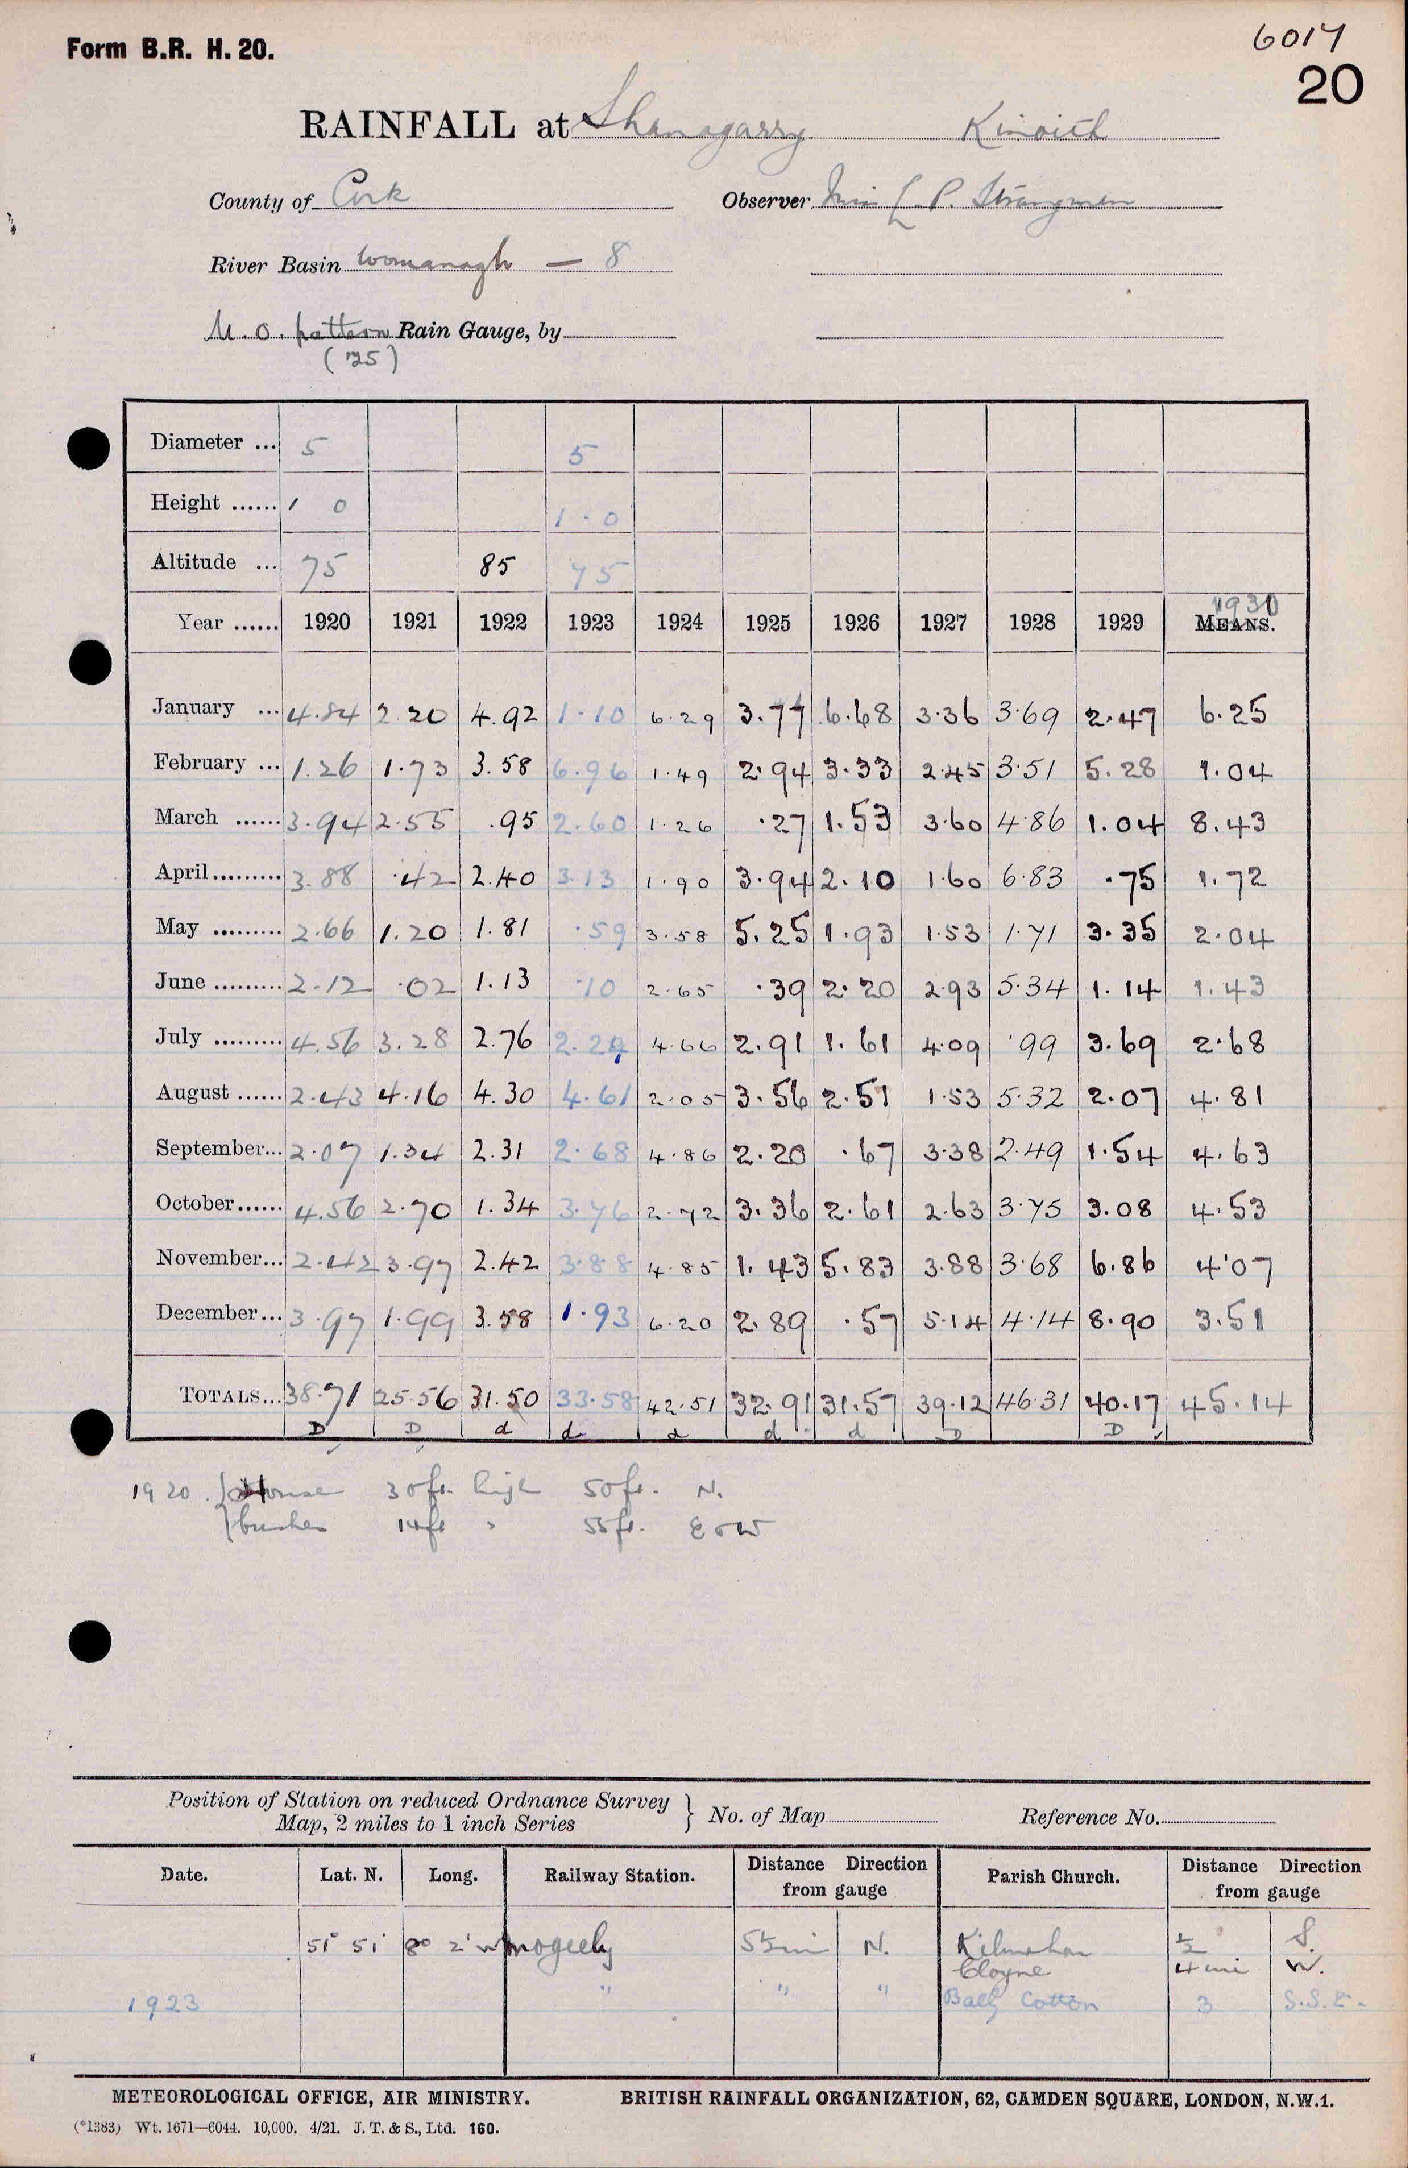 Form B.R. H. 20.
6017
20
RAINFALL at Shanagarry Kinoith
County of Cork Observer Miss L. P. Strangman
River Basin Womanagh — 8
M.O. pattern Rain Gauge, by
(25)
Diameter ... 5 5
Height ...... 1 0 1 . 0
Altitude ... 75 85 75
1930
Year ...... 1920 1921 1922 1923 1924 1925 1926 1927 1928 1929 MEANS.
January ... 4.84 2.20 4.92 1.10 6.29 3.77 6.68 3.36 3.69 2.47 6.25
February ... 1.26 1.73 3.58 6.96 1.49 2.94 3.33 2.45 3.51 5.28 1.04
March ...... 3.94 2.55 .95 2.60 1.26 .27 1.53 3.60 4.86 1.04 8.43
April ......... 3.88 .42 2.40 3.13 1.90 3.94 2.10 1.60 6.83 .75 1.72
May ......... 2.66 1.20 1.81 .59 3.58 5.25 1.93 1.53 1.71 3.35 2.04
June ......... 2.12 .02 1.13 .10 2.65 .39 2.20 2.93 5.34 1.14 1.43
July ......... 4.56 3.28 2.76 2.24 4.66 2.91 1.61 4.09 .99 3.69 2.68
August ...... 2.43 4.16 4.30 4.61 2.05 3.56 2.51 1.53 5.32 2.07 4.81
September... 2.07 1.34 2.31 2.68 4.86 2.20 .67 3.38 2.49 1.54 4.63
October...... 4.56 2.70 1.34 3.76 2.72 3.36 2.61 2.63 3.75 3.08 4.53
November... 2.42 3.97 2.42 3.88 4.85 1.43 5.83 3.88 3.68 6.86 4.07
December... 3.97 1.99 3.58 1.93 6.20 2.89 .57 5.14 4.14 8.90 3.51
TOTALS... 38.71 25.56 31.50 33.58 42.51 32.91 31.57 39.12 46.31 40.17 45.14
D D d d d d d D D
1920. House 30ft. high 50ft. N.
bushes 14ft " 55ft. E & W
Position of Station on reduced Ordnance Survey
Map, 2 miles to 1 inch Series } No. of Map Reference No.
Date. Lat. N. Long. Railway Station. Distance Direction from gauge Parish Church. Distance Direction from gauge
51° 51' 8° 2' W Mogeely 5½ mi N. Kilmahon ½ S.
Cloyne 4 mi W.
1923 " " " Bally Cotton 3 S.S.E.
METEOROLOGICAL OFFICE, AIR MINISTRY. BRITISH RAINFALL ORGANIZATION, 62, CAMDEN SQUARE, LONDON, N.W.1.
(*1383) Wt. 1671—6044. 10,000. 4/21. J. T. & S., Ltd. 160.